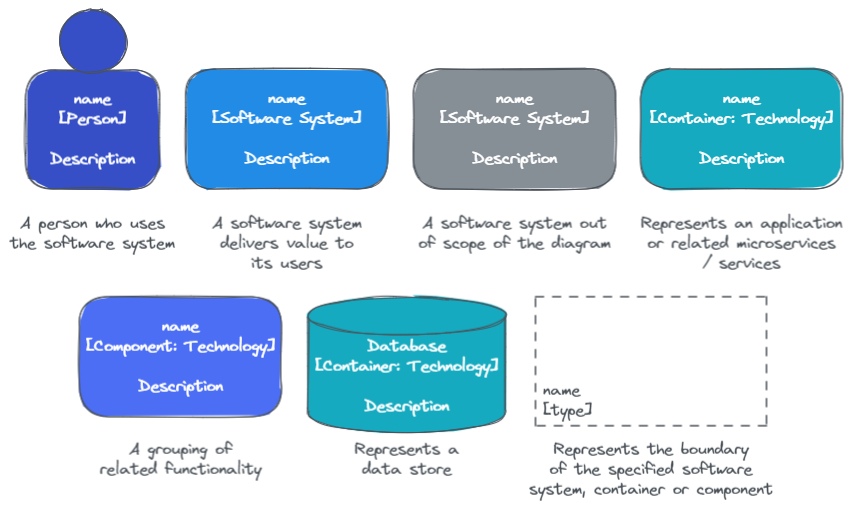 name
[Person]
Description
name
[Software System]
Description
name
[Software System]
Description
name
[Container: Technology]
Description
A person who uses
the software system
A software system
delivers value to
its users
A software system out
of scope of the diagram
Represents an application
or related microservices
/ services
name
[Component: Technology]
Description
Database
[Container: Technology]
Description
name
[type]
A grouping of
related functionality
Represents a
data store
Represents the boundary
of the specified software
system, container or component